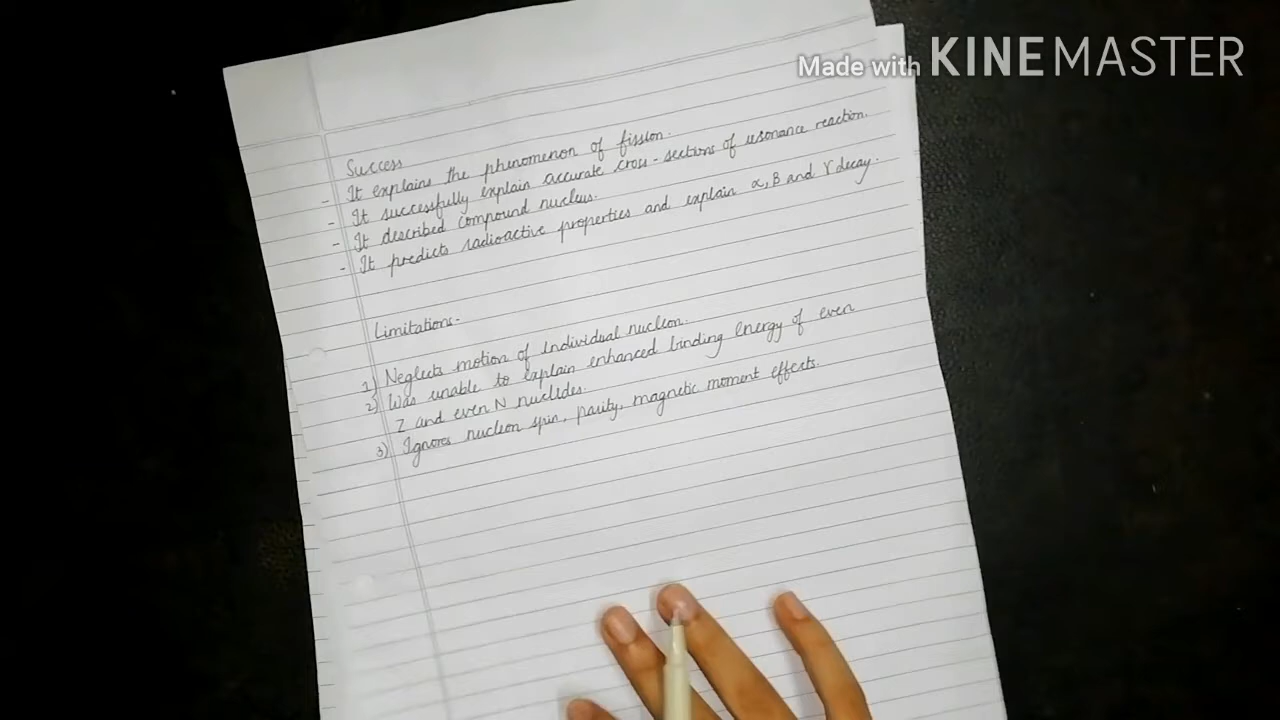 Made with KINEMASTER
Success
- It explains the phenomenon of fission.
- It successfully explain accurate cross-sections of resonance reaction.
- It described compound nucleus.
- It predicts radioactive properties and explain α, β and γ decay.
Limitations-
1) Neglects motion of individual nucleon.
2) Was unable to explain enhanced binding energy of even
Z and even N nuclides.
3) Ignores nucleon spin, parity, magnetic moment effects.